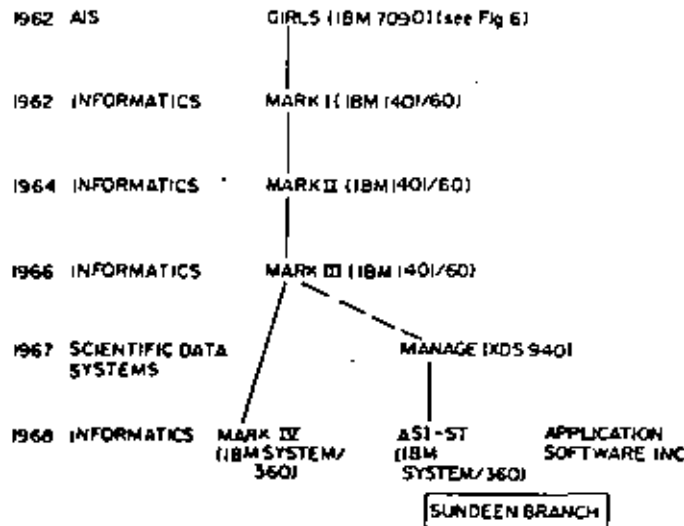 1962 AIS GIRLS (IBM 7090) (see Fig 6)
1962 INFORMATICS MARK I (IBM 1401/60)
1964 INFORMATICS MARK II (IBM 1401/60)
1966 INFORMATICS MARK III (IBM 1401/60)
1967 SCIENTIFIC DATA SYSTEMS MANAGE (XDS 940)
1968 INFORMATICS MARK IV (IBM SYSTEM/360) ASI-ST (IBM SYSTEM/360) APPLICATION SOFTWARE INC
SUNDEEN BRANCH